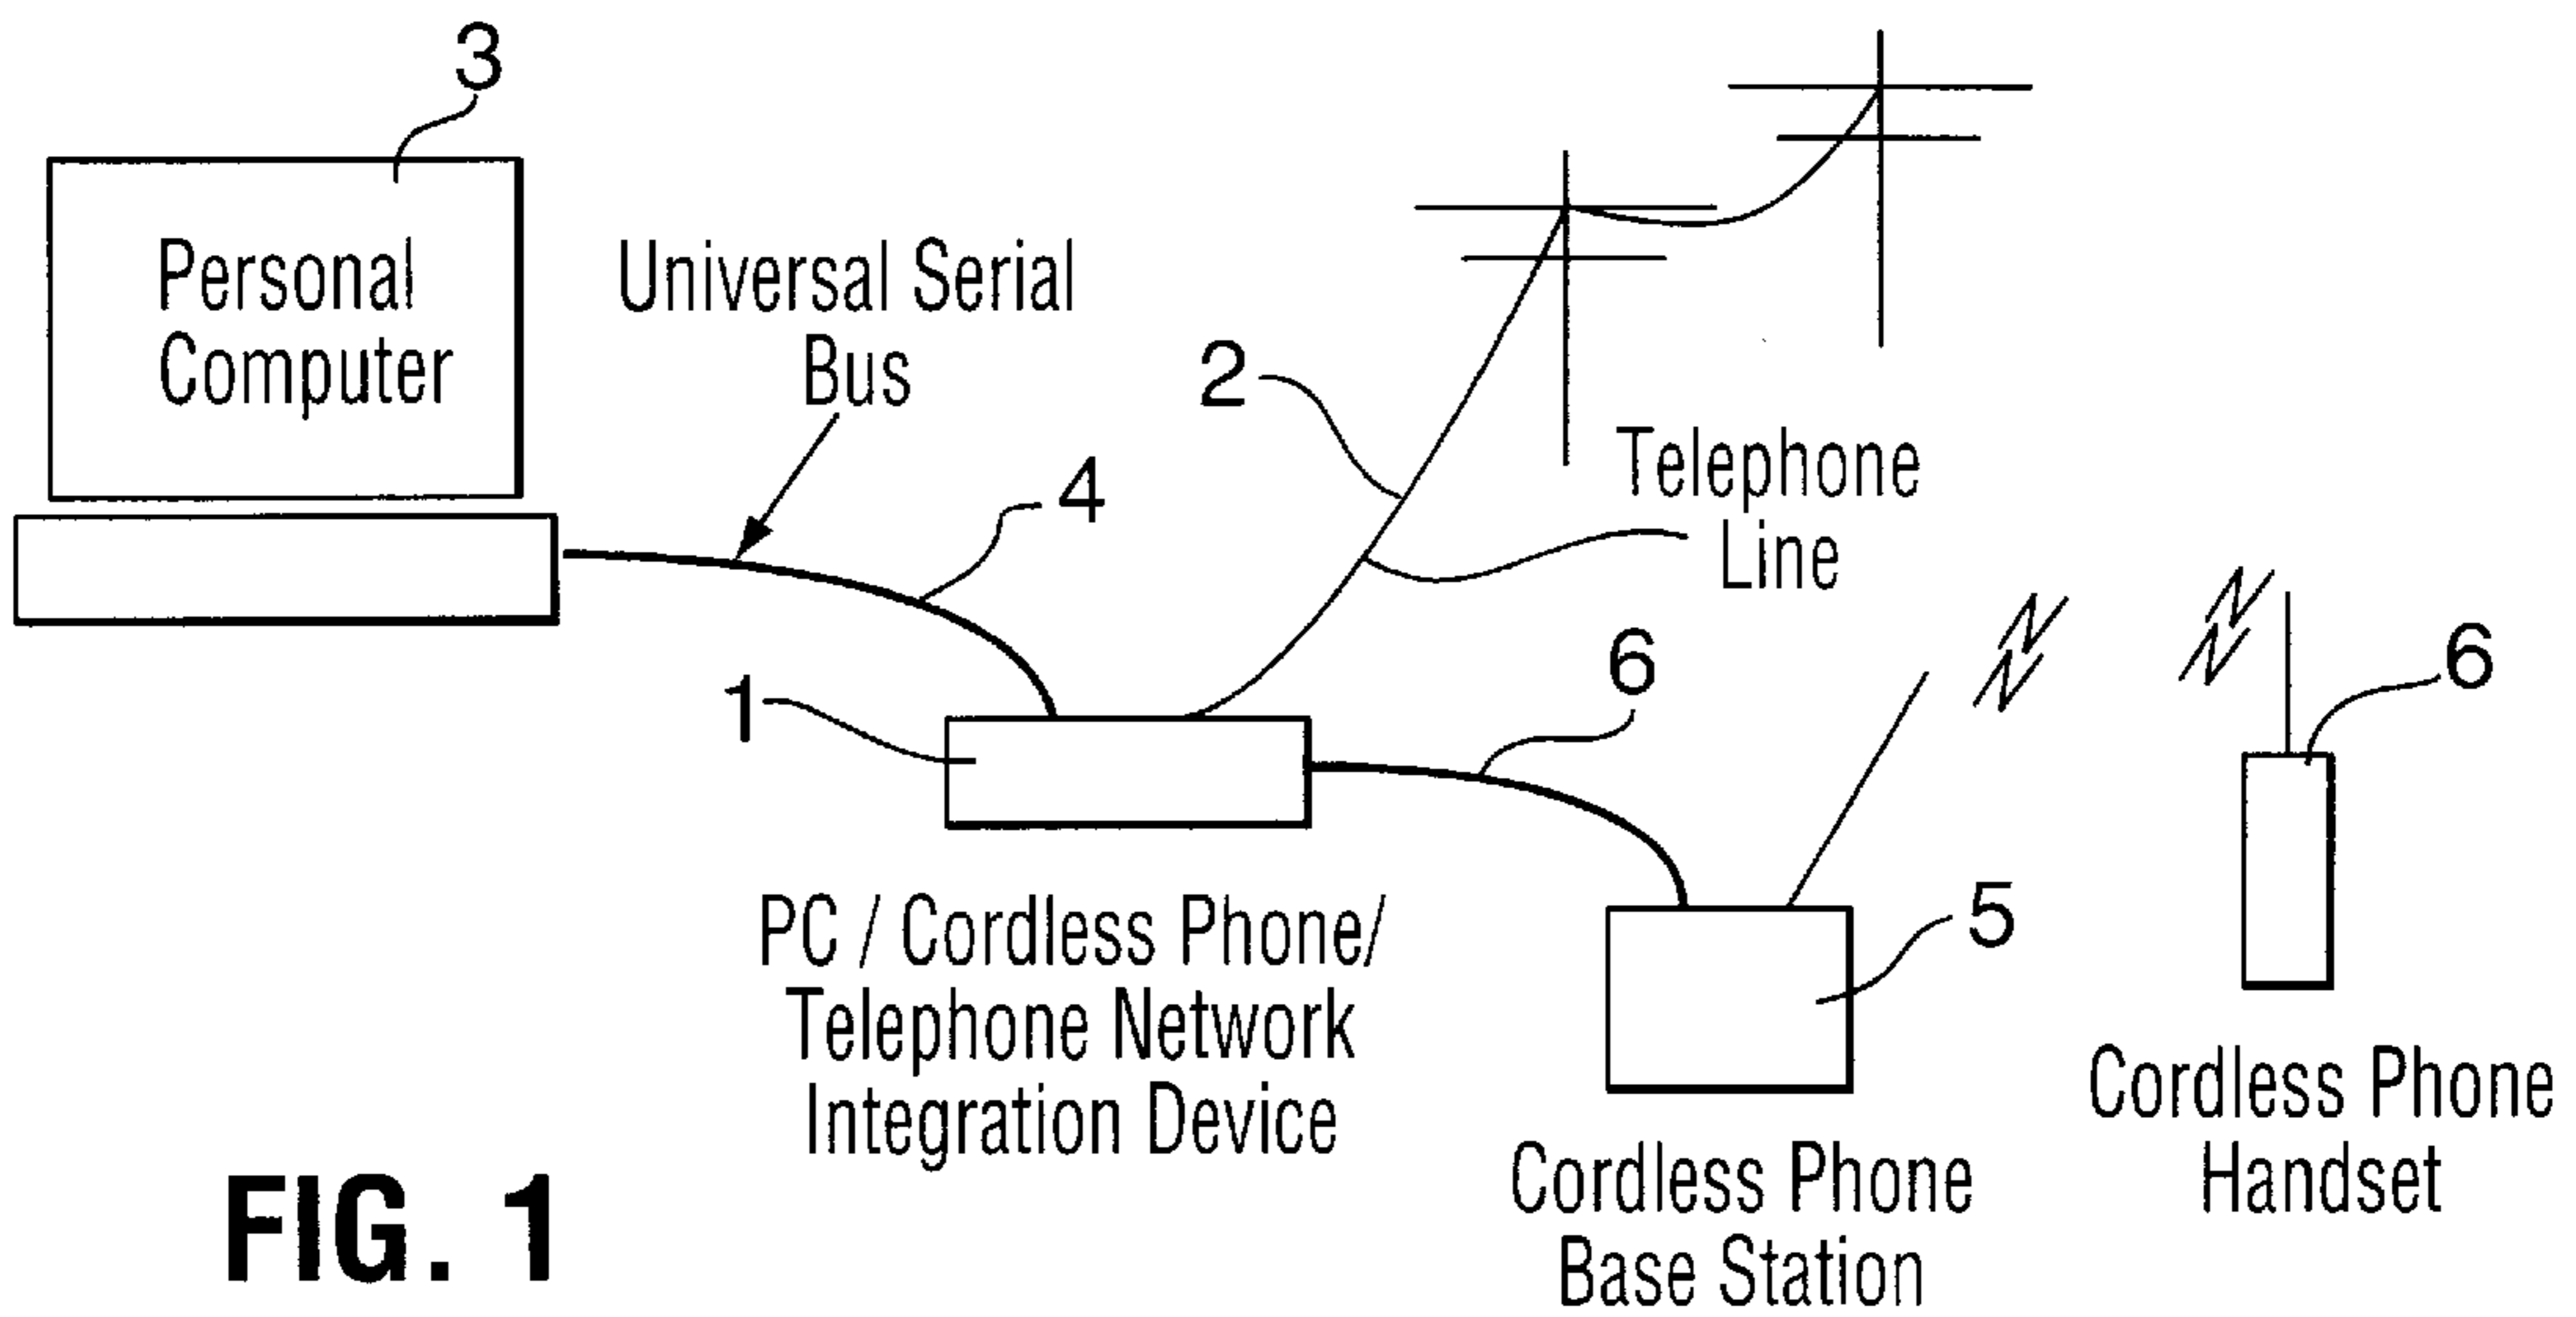 3
Personal
Computer
Universal Serial
Bus
4
2
Telephone
Line
1
6
6
PC / Cordless Phone/
Telephone Network
Integration Device
5
Cordless Phone
Base Station
Cordless Phone
Handset
FIG. 1